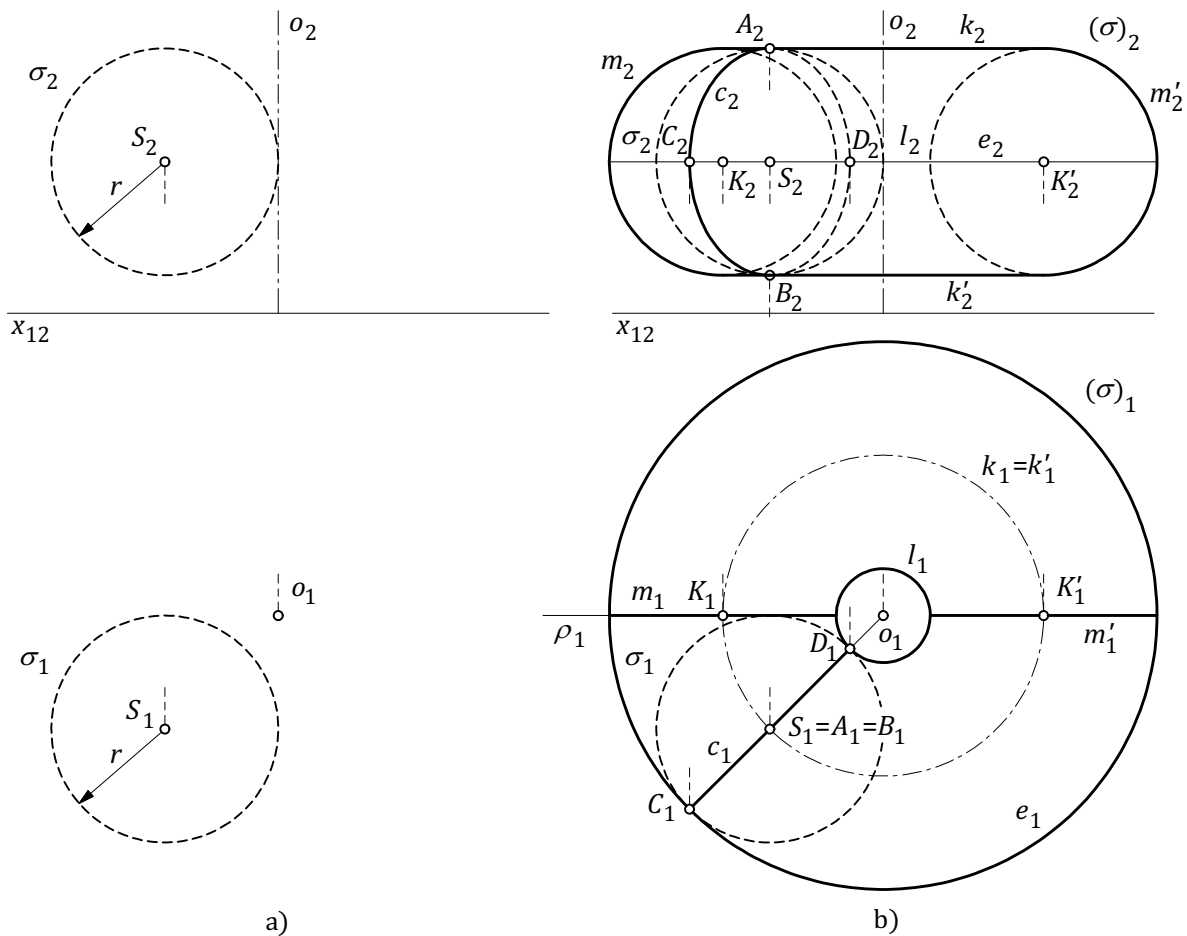 o₂
σ₂
S₂
r
x₁₂
o₁
σ₁
S₁
r
a)
A₂
o₂
k₂
(σ)₂
m₂
c₂
m′₂
σ₂
C₂
D₂
l₂
e₂
K₂
S₂
K′₂
B₂
k′₂
x₁₂
(σ)₁
k₁=k′₁
l₁
m₁
K₁
K′₁
ρ₁
σ₁
D₁
o₁
m′₁
S₁=A₁=B₁
c₁
C₁
e₁
b)